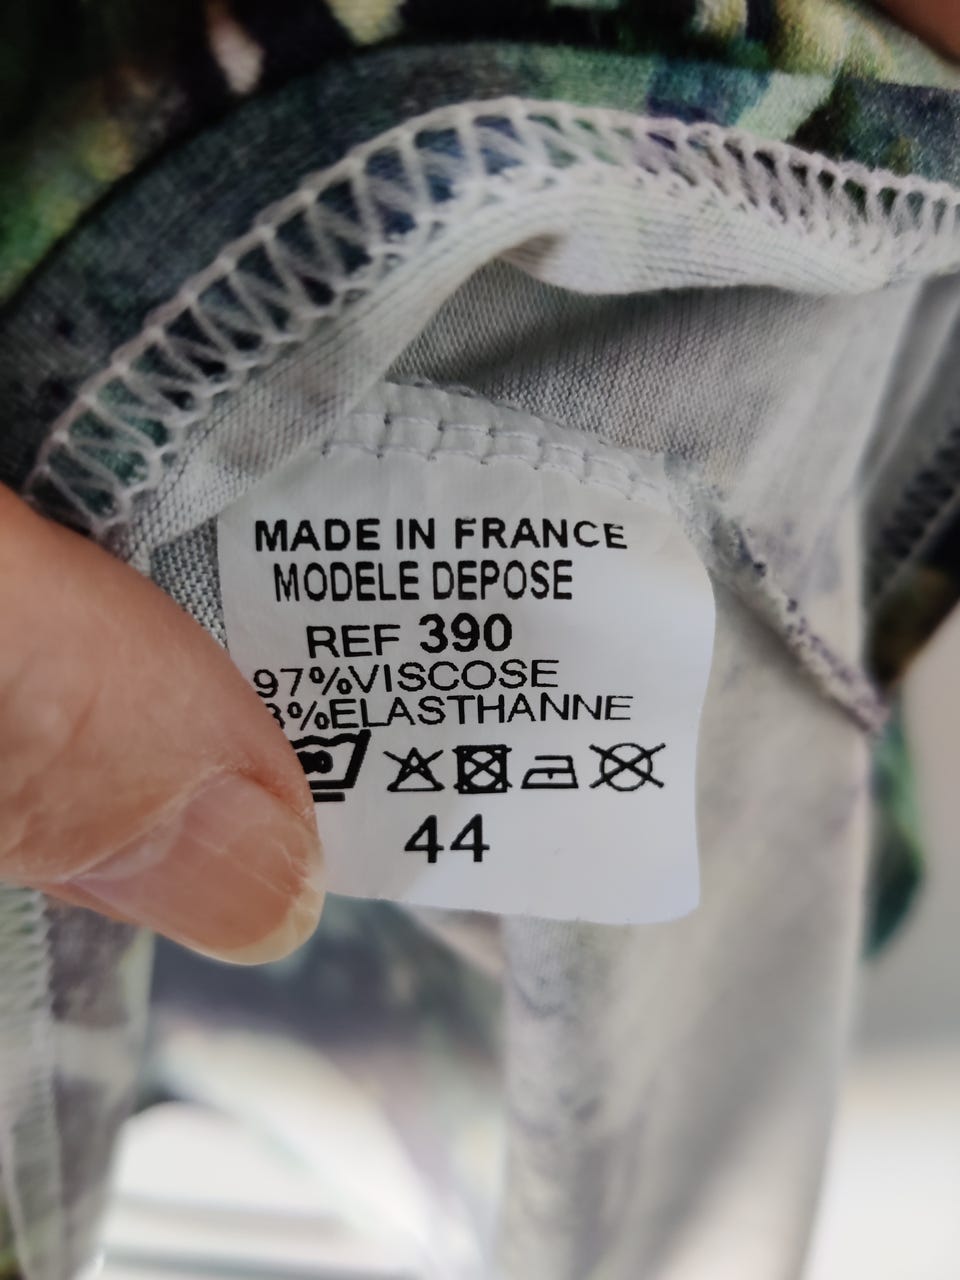 MADE IN FRANCE
MODELE DEPOSE
REF 390
97%VISCOSE
3%ELASTHANNE
44